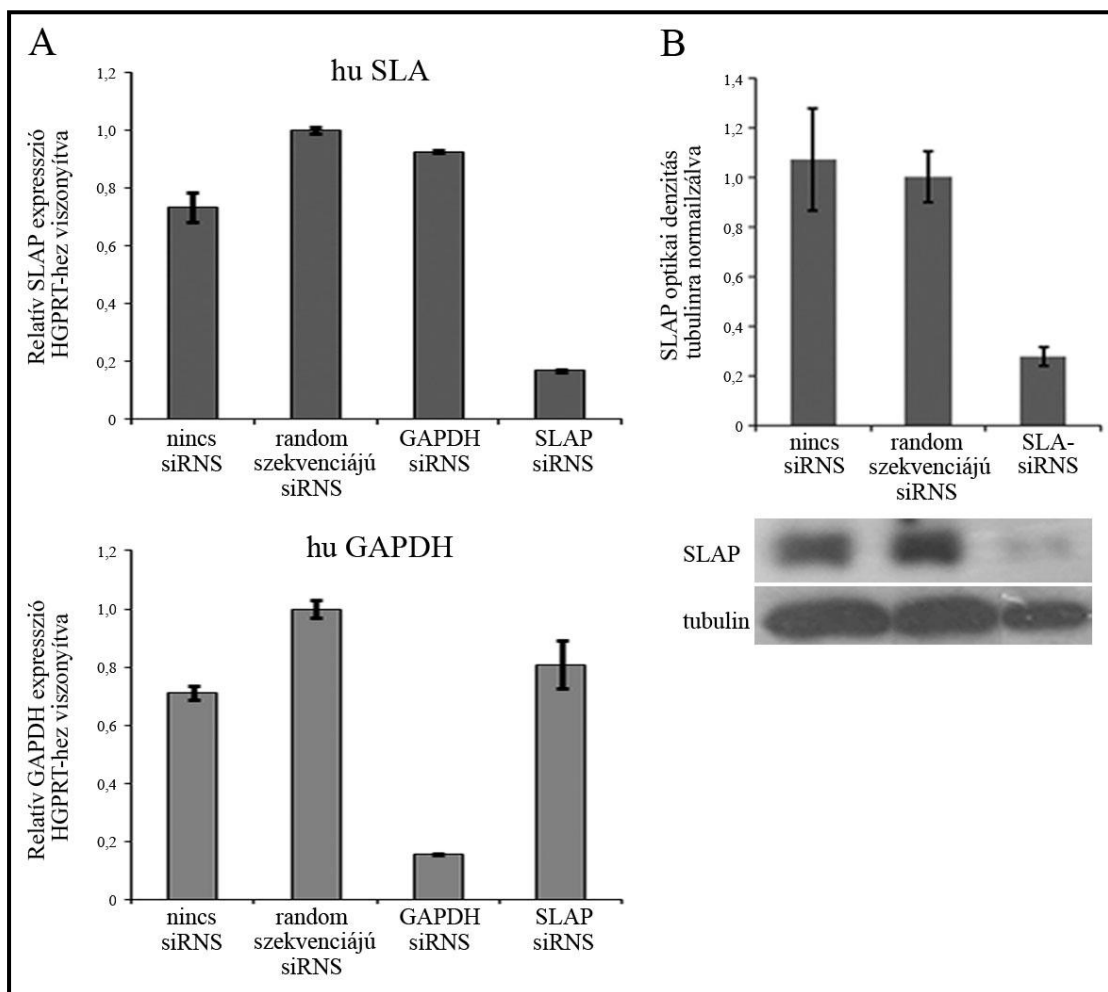 A
hu SLA
Relatív SLAP expresszió
HGPRT-hez viszonyítva
1,2
1,0
0,8
0,6
0,4
0,2
0
nincs
siRNS
random
szekvenciájú
siRNS
GAPDH
siRNS
SLAP
siRNS
hu GAPDH
Relatív GAPDH expresszió
HGPRT-hez viszonyítva
1,2
1,0
0,8
0,6
0,4
0,2
0
nincs
siRNS
random
szekvenciájú
siRNS
GAPDH
siRNS
SLAP
siRNS
B
SLAP optikai denzitás
tubulinra normailzálva
1,4
1,2
1,0
0,8
0,6
0,4
0,2
0
nincs
siRNS
random
szekvenciájú
siRNS
SLA-
siRNS
SLAP
tubulin